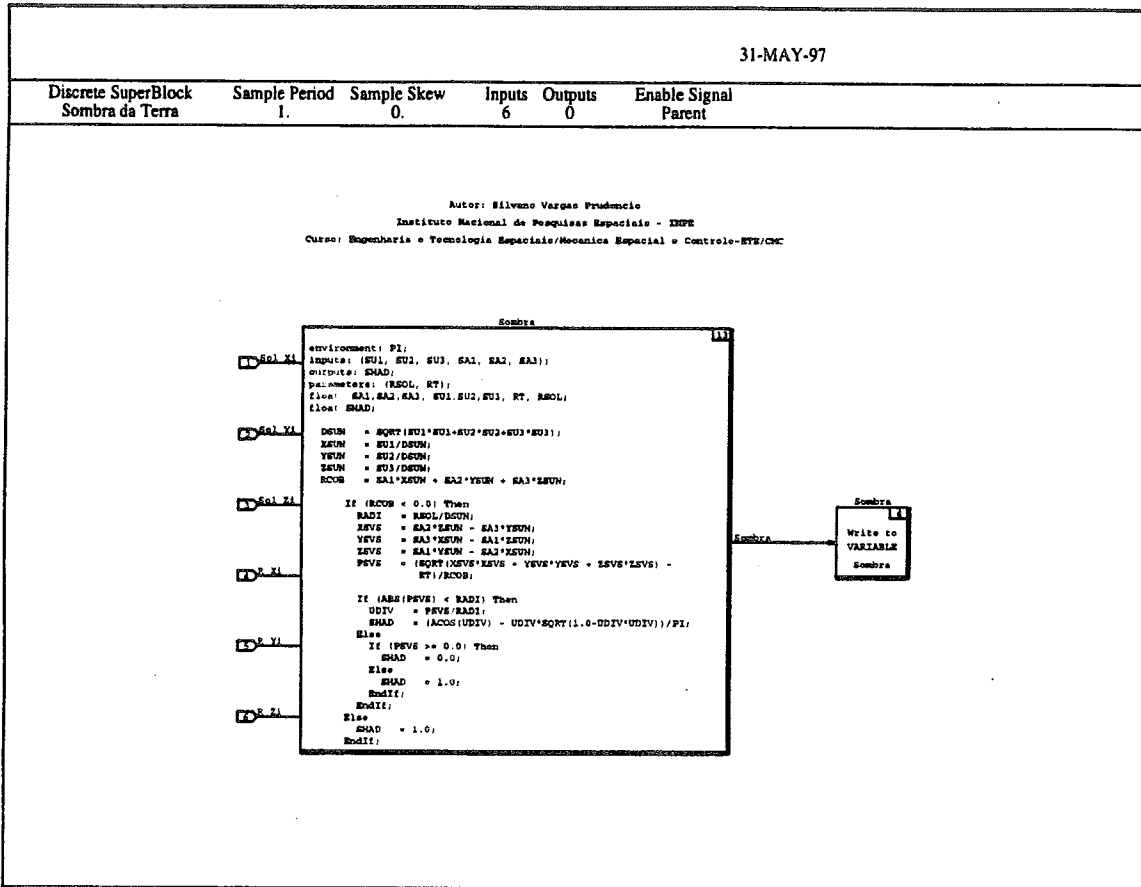 31-MAY-97
Discrete SuperBlock Sample Period Sample Skew Inputs Outputs Enable Signal
Sombra da Terra 1. 0. 6 0 Parent
Autor: Silvano Vargas Prudencio
Instituto Nacional de Pesquisas Espaciais - INPE
Curso: Engenharia e Tecnologia Espaciais/Mecanica Espacial e Controle-ETE/CMC
Sombra
13
environment: PI;
1 Sol Xi
inputs: (SU1, SU2, SU3, SA1, SA2, SA3);
outputs: SHAD;
parameters: (RSOL, RT);
float SA1,SA2,SA3, SU1,SU2,SU3, RT, RSOL;
float SHAD;
2 Sol Yi
DSUN = SQRT(SU1*SU1+SU2*SU2+SU3*SU3);
XSUN = SU1/DSUN;
YSUN = SU2/DSUN;
ZSUN = SU3/DSUN;
RCOB = SA1*XSUN + SA2*YSUN + SA3*ZSUN;
3 Sol Zi
If (RCOB < 0.0) Then
RADI = RSOL/DSUN;
XSVS = SA2*ZSUN - SA3*YSUN;
YSVS = SA3*XSUN - SA1*ZSUN;
ZSVS = SA1*YSUN - SA2*XSUN;
PSVS = (SQRT(XSVS*XSVS + YSVS*YSVS + ZSVS*ZSVS) -
RT)/RCOB;
4 R Xi
If (ABS(PSVS) < RADI) Then
UDIV = PSVS/RADI;
SHAD = (ACOS(UDIV) - UDIV*SQRT(1.0-UDIV*UDIV))/PI;
Else
5 R Yi
If (PSVS >= 0.0) Then
SHAD = 0.0;
Else
SHAD = 1.0;
EndIf;
EndIf;
6 R Zi
Else
SHAD = 1.0;
EndIf;
Sombra
Sombra
Write to
VARIABLE
Sombra